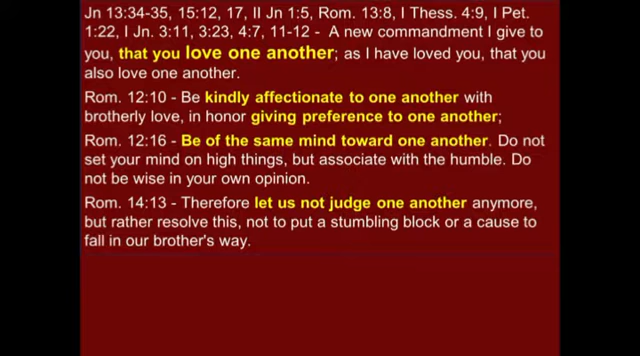 Jn 13:34-35, 15:12, 17, II Jn 1:5, Rom. 13:8, I Thess. 4:9, I Pet.
1:22, I Jn. 3:11, 3:23, 4:7, 11-12 - A new commandment I give to
you, that you love one another; as I have loved you, that you
also love one another.
Rom. 12:10 - Be kindly affectionate to one another with
brotherly love, in honor giving preference to one another;
Rom. 12:16 - Be of the same mind toward one another. Do not
set your mind on high things, but associate with the humble. Do
not be wise in your own opinion.
Rom. 14:13 - Therefore let us not judge one another anymore,
but rather resolve this, not to put a stumbling block or a cause to
fall in our brother's way.